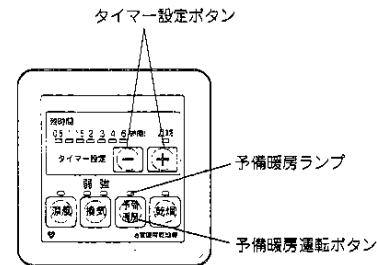 タイマー設定ボタン
残時間
0.5 1 1.5 2 3 4 6
タイマー設定 − +
予備暖房ランプ
弱 強
涼風 換気 予備暖房 乾燥
予備暖房運転ボタン